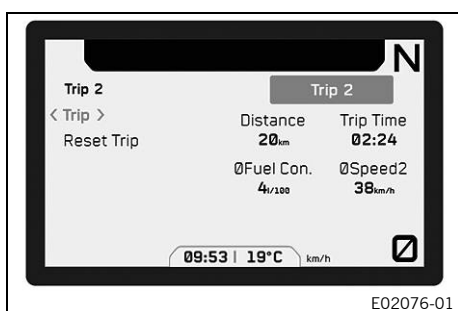 N
Trip 2 Trip 2
< Trip >
Reset Trip
Distance Trip Time
20km 02:24
ØFuel Con. ØSpeed2
4l/100 38km/h
09:53 | 19°C km/h 0
E02076-01